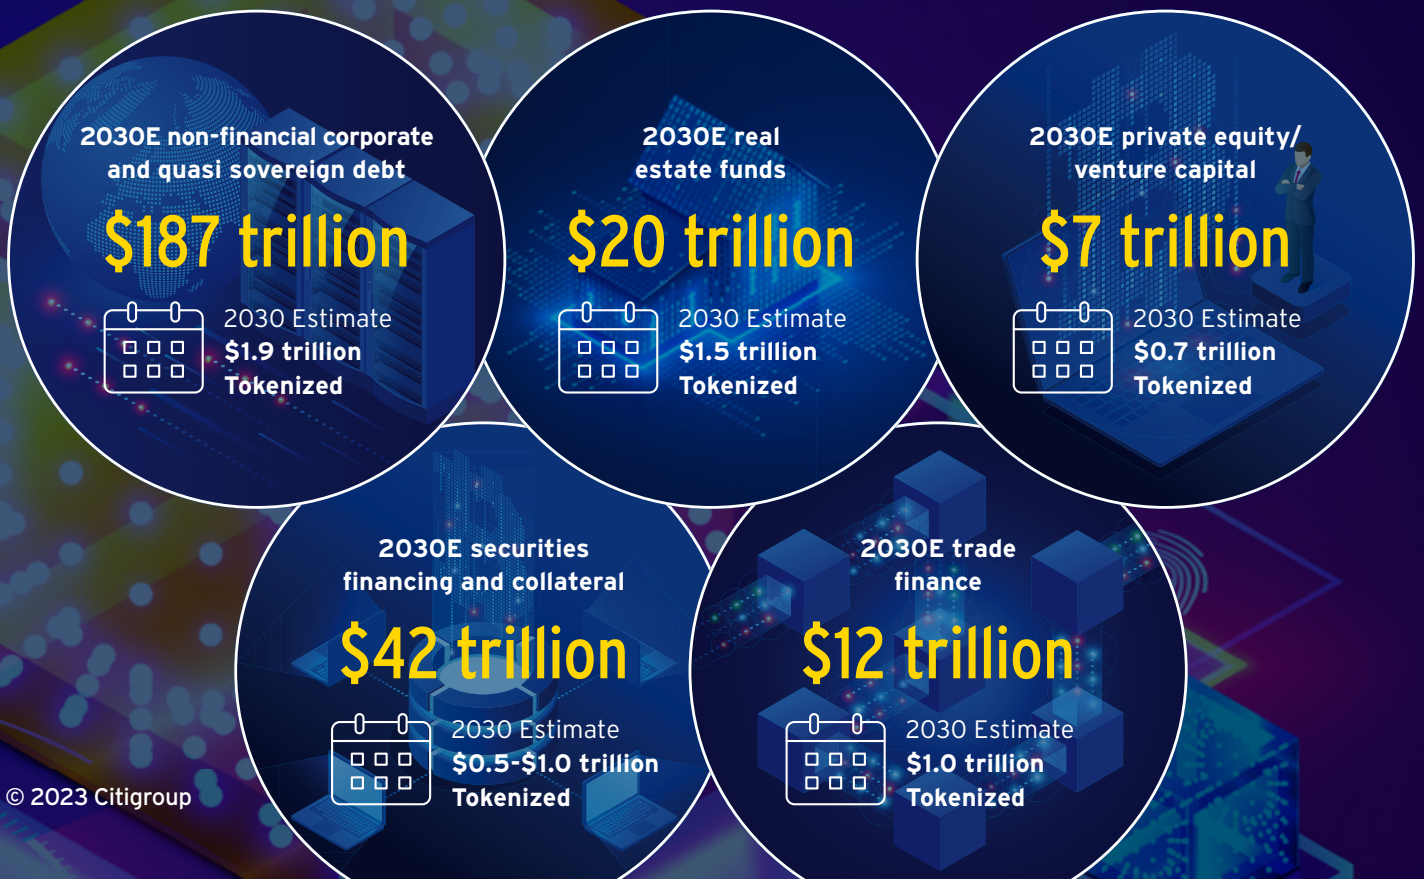 2030E non-financial corporate
and quasi sovereign debt
$187 trillion
2030 Estimate
$1.9 trillion
Tokenized
2030E real
estate funds
$20 trillion
2030 Estimate
$1.5 trillion
Tokenized
2030E private equity/
venture capital
$7 trillion
2030 Estimate
$0.7 trillion
Tokenized
2030E securities
financing and collateral
$42 trillion
2030 Estimate
$0.5-$1.0 trillion
Tokenized
2030E trade
finance
$12 trillion
2030 Estimate
$1.0 trillion
Tokenized
© 2023 Citigroup